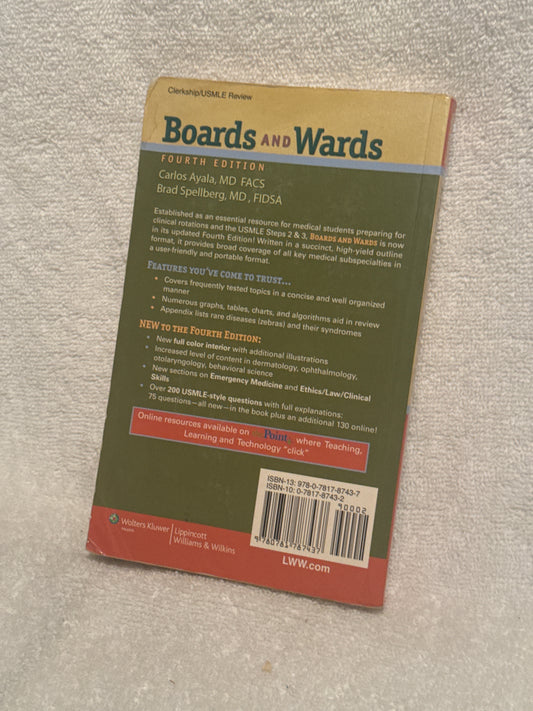 Clerkship/USMLE Review
Boards AND Wards
FOURTH EDITION
Carlos Ayala, MD FACS
Brad Spellberg, MD, FIDSA
Established as an essential resource for medical students preparing for
clinical rotations and the USMLE Steps 2 & 3, BOARDS AND WARDS is now
in its updated Fourth Edition! Written in a succinct, high-yield outline
format, it provides broad coverage of all key medical subspecialties in
a user-friendly and portable format.
FEATURES YOU'VE COME TO TRUST...
• Covers frequently tested topics in a concise and well organized
manner
• Numerous graphs, tables, charts, and algorithms aid in review
• Appendix lists rare diseases (zebras) and their syndromes
NEW TO THE FOURTH EDITION:
• New full color interior with additional illustrations
• Increased level of content in dermatology, ophthalmology,
otolaryngology, behavioral science
• New sections on Emergency Medicine and Ethics/Law/Clinical
Skills
• Over 200 USMLE-style questions with full explanations:
75 questions—all new—in the book plus an additional 130 online!
Online resources available on thePoint, where Teaching,
Learning and Technology "click"
ISBN-13: 978-0-7817-8743-7
ISBN-10: 0-7817-8743-2
90002
9 780781 787437
Wolters Kluwer
Health
Lippincott
Williams & Wilkins
LWW.com